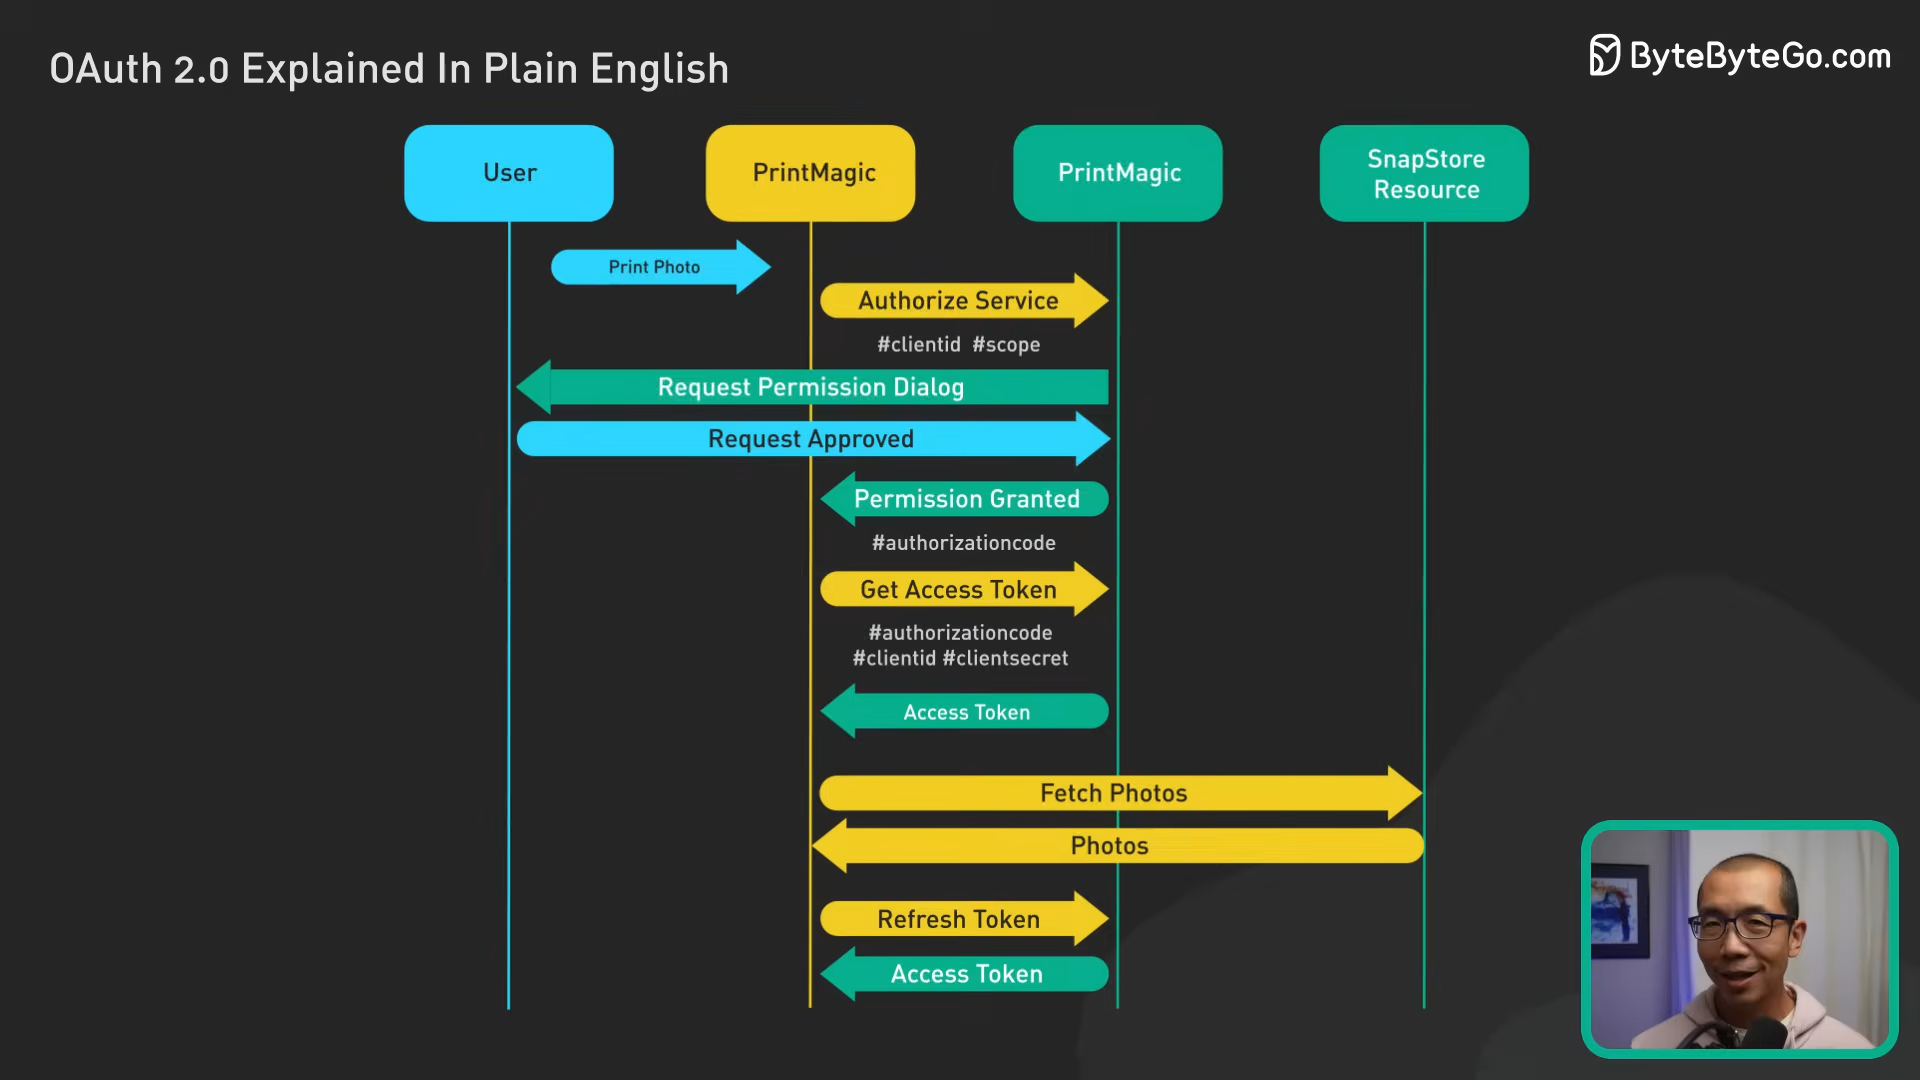 OAuth 2.0 Explained In Plain English
ByteByteGo.com
User
PrintMagic
PrintMagic
SnapStore
Resource
Print Photo
Authorize Service
#clientid #scope
Request Permission Dialog
Request Approved
Permission Granted
#authorizationcode
Get Access Token
#authorizationcode
#clientid #clientsecret
Access Token
Fetch Photos
Photos
Refresh Token
Access Token